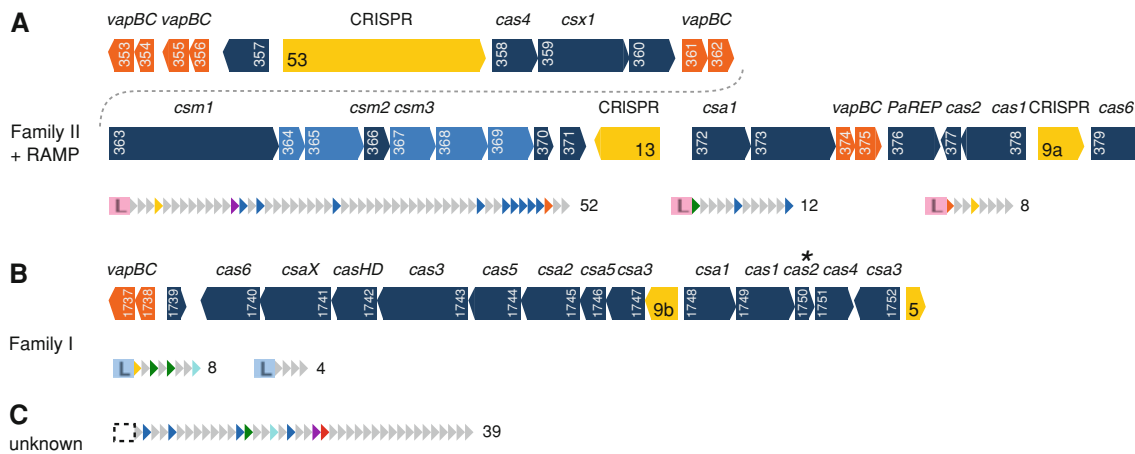 A
vapBC vapBC CRISPR cas4 csx1 vapBC
353 354 355 356 357 53 358 359 360 361 362
csm1 csm2 csm3 CRISPR csa1 vapBC PaREP cas2 cas1 CRISPR cas6
Family II
+ RAMP
363 364 365 366 367 368 369 370 371 13 372 373 374 375 376 377 378 9a 379
L 52 L 12 L 8
B
*
vapBC cas6 csaX casHD cas3 cas5 csa2 csa5 csa3 csa1 cas1 cas2 cas4 csa3
1737 1738 1739 1740 1741 1742 1743 1744 1745 1746 1747 9b 1748 1749 1750 1751 1752 5
Family I
L 8 L 4
C
unknown
39